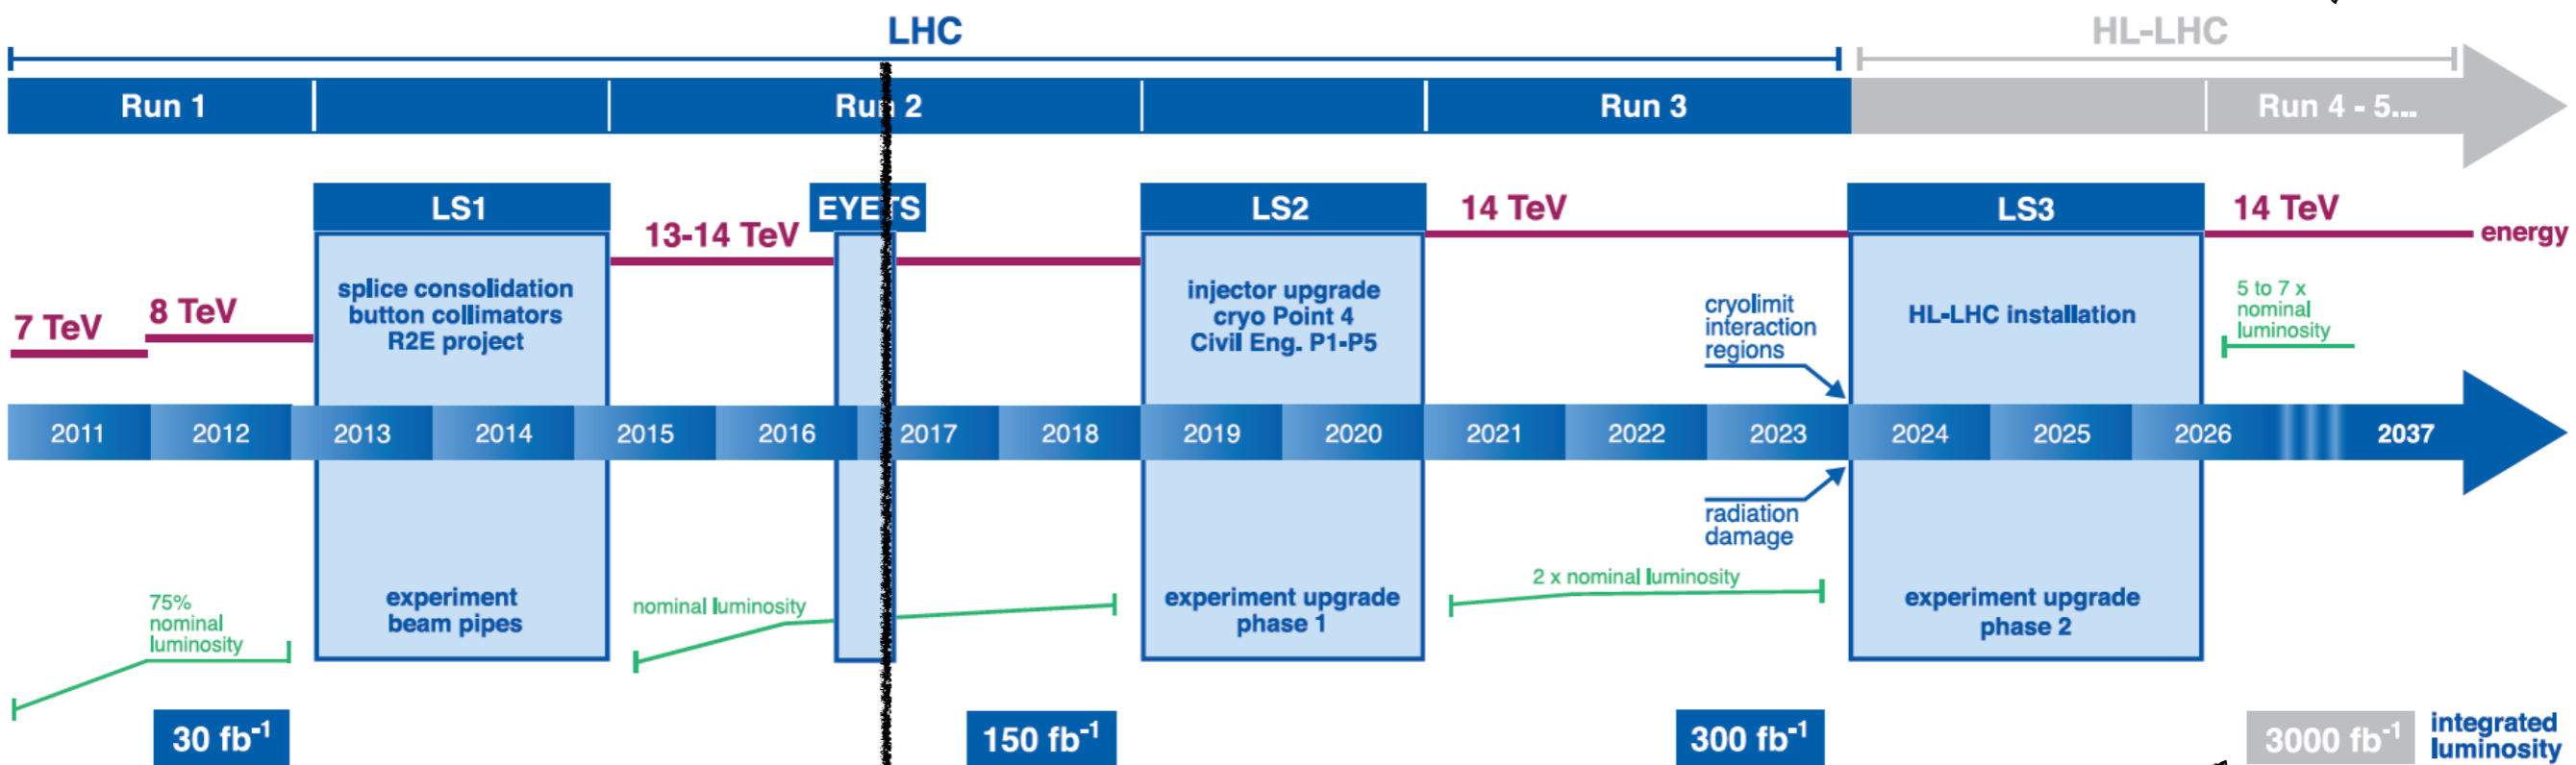 LHC
HL-LHC
Run 1
Run 2
Run 3
Run 4 - 5...
LS1
EYETS
LS2
LS3
7 TeV
8 TeV
13-14 TeV
14 TeV
14 TeV
energy
splice consolidation
button collimators
R2E project
injector upgrade
cryo Point 4
Civil Eng. P1-P5
cryolimit
interaction
regions
HL-LHC installation
5 to 7 x
nominal
luminosity
2011
2012
2013
2014
2015
2016
2017
2018
2019
2020
2021
2022
2023
2024
2025
2026
2037
radiation
damage
75%
nominal
luminosity
experiment
beam pipes
nominal luminosity
experiment upgrade
phase 1
2 x nominal luminosity
experiment upgrade
phase 2
30 fb⁻¹
150 fb⁻¹
300 fb⁻¹
3000 fb⁻¹
integrated
luminosity